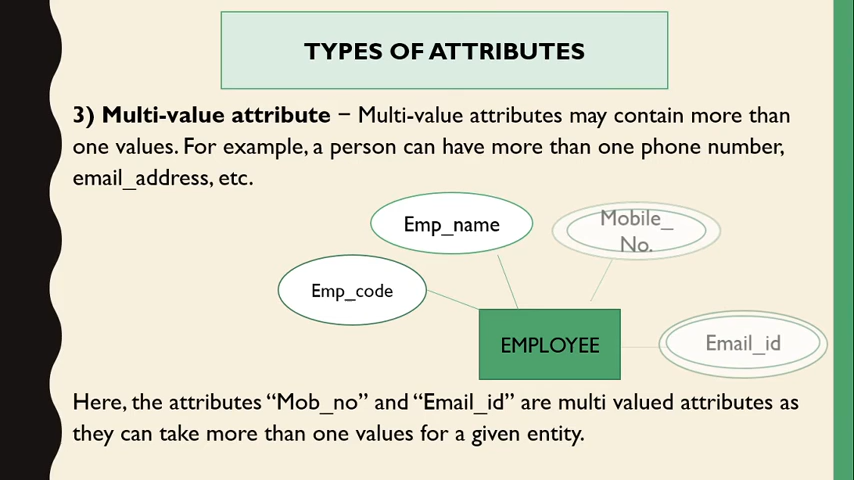 TYPES OF ATTRIBUTES
3) Multi-value attribute − Multi-value attributes may contain more than
one values. For example, a person can have more than one phone number,
email_address, etc.
Emp_name
Mobile_
No.
Emp_code
EMPLOYEE
Email_id
Here, the attributes “Mob_no” and “Email_id” are multi valued attributes as
they can take more than one values for a given entity.